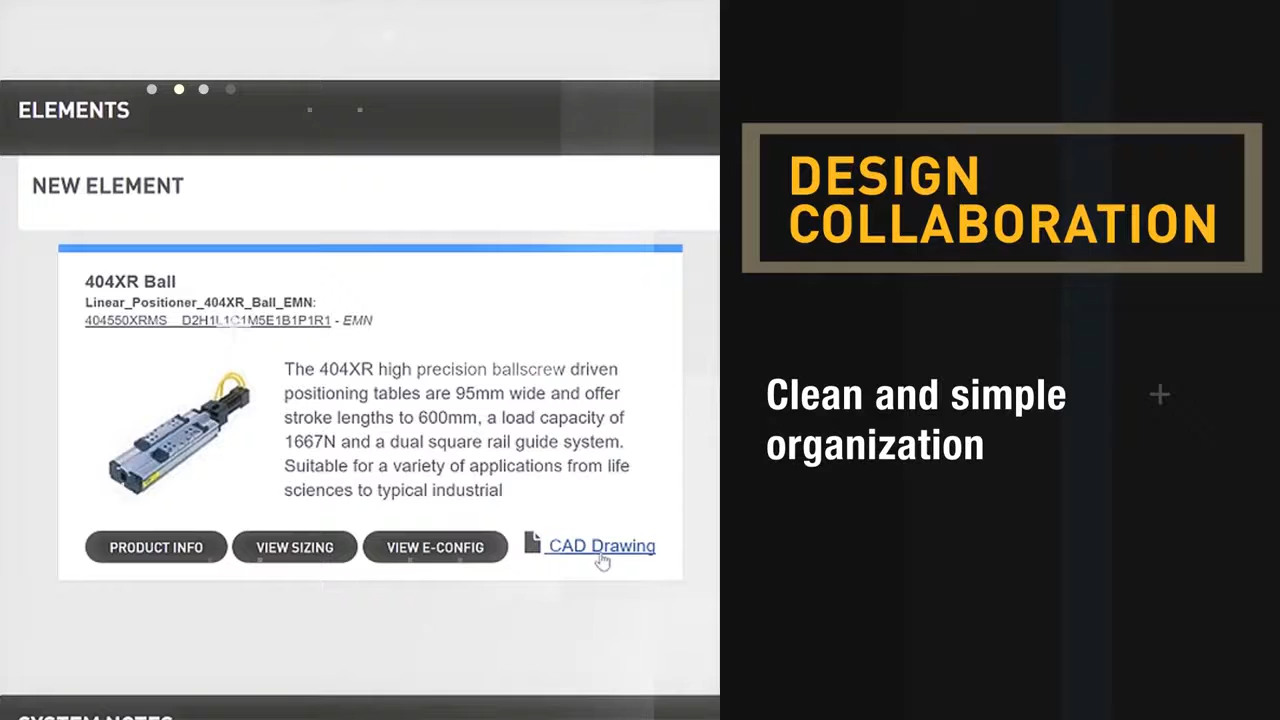 ELEMENTS
NEW ELEMENT
404XR Ball
Linear_Positioner_404XR_Ball_EMN:
404550XRMS__D2H1L1C1M5E1B1P1R1 - EMN
The 404XR high precision ballscrew driven
positioning tables are 95mm wide and offer
stroke lengths to 600mm, a load capacity of
1667N and a dual square rail guide system.
Suitable for a variety of applications from life
sciences to typical industrial
PRODUCT INFO
VIEW SIZING
VIEW E-CONFIG
CAD Drawing
SYSTEM NOTES
DESIGN
COLLABORATION
Clean and simple
organization